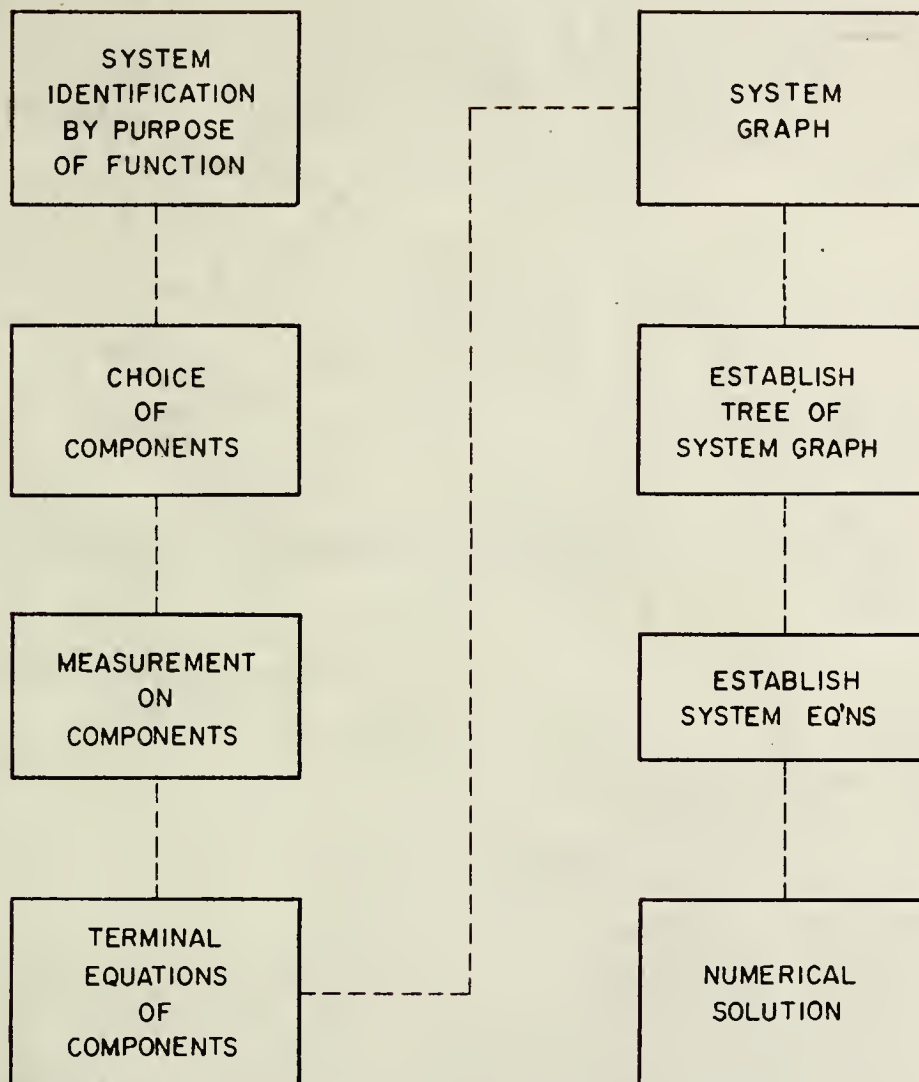 SYSTEM
IDENTIFICATION
BY PURPOSE
OF FUNCTION
CHOICE
OF
COMPONENTS
MEASUREMENT
ON
COMPONENTS
TERMINAL
EQUATIONS
OF
COMPONENTS
SYSTEM
GRAPH
ESTABLISH
TREE OF
SYSTEM GRAPH
ESTABLISH
SYSTEM EQ'NS
NUMERICAL
SOLUTION